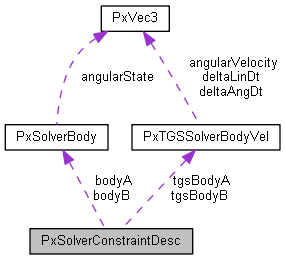 PxVec3
angularState
angularVelocity
deltaLinDt
deltaAngDt
PxSolverBody
PxTGSSolverBodyVel
bodyA
bodyB
tgsBodyA
tgsBodyB
PxSolverConstraintDesc